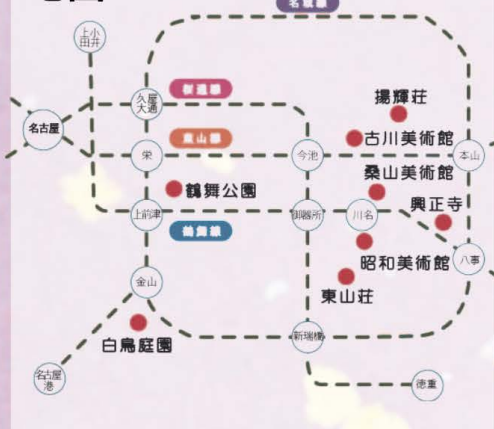 名城線
上小
田井
桜通線
久屋
大通
揚輝荘
名古屋
東山線
古川美術館
栄
今池
本山
桑山美術館
鶴舞公園
興正寺
上前津
御器所
川名
鶴舞線
昭和美術館
八事
金山
東山荘
白鳥庭園
新瑞橋
名古屋
港
徳重